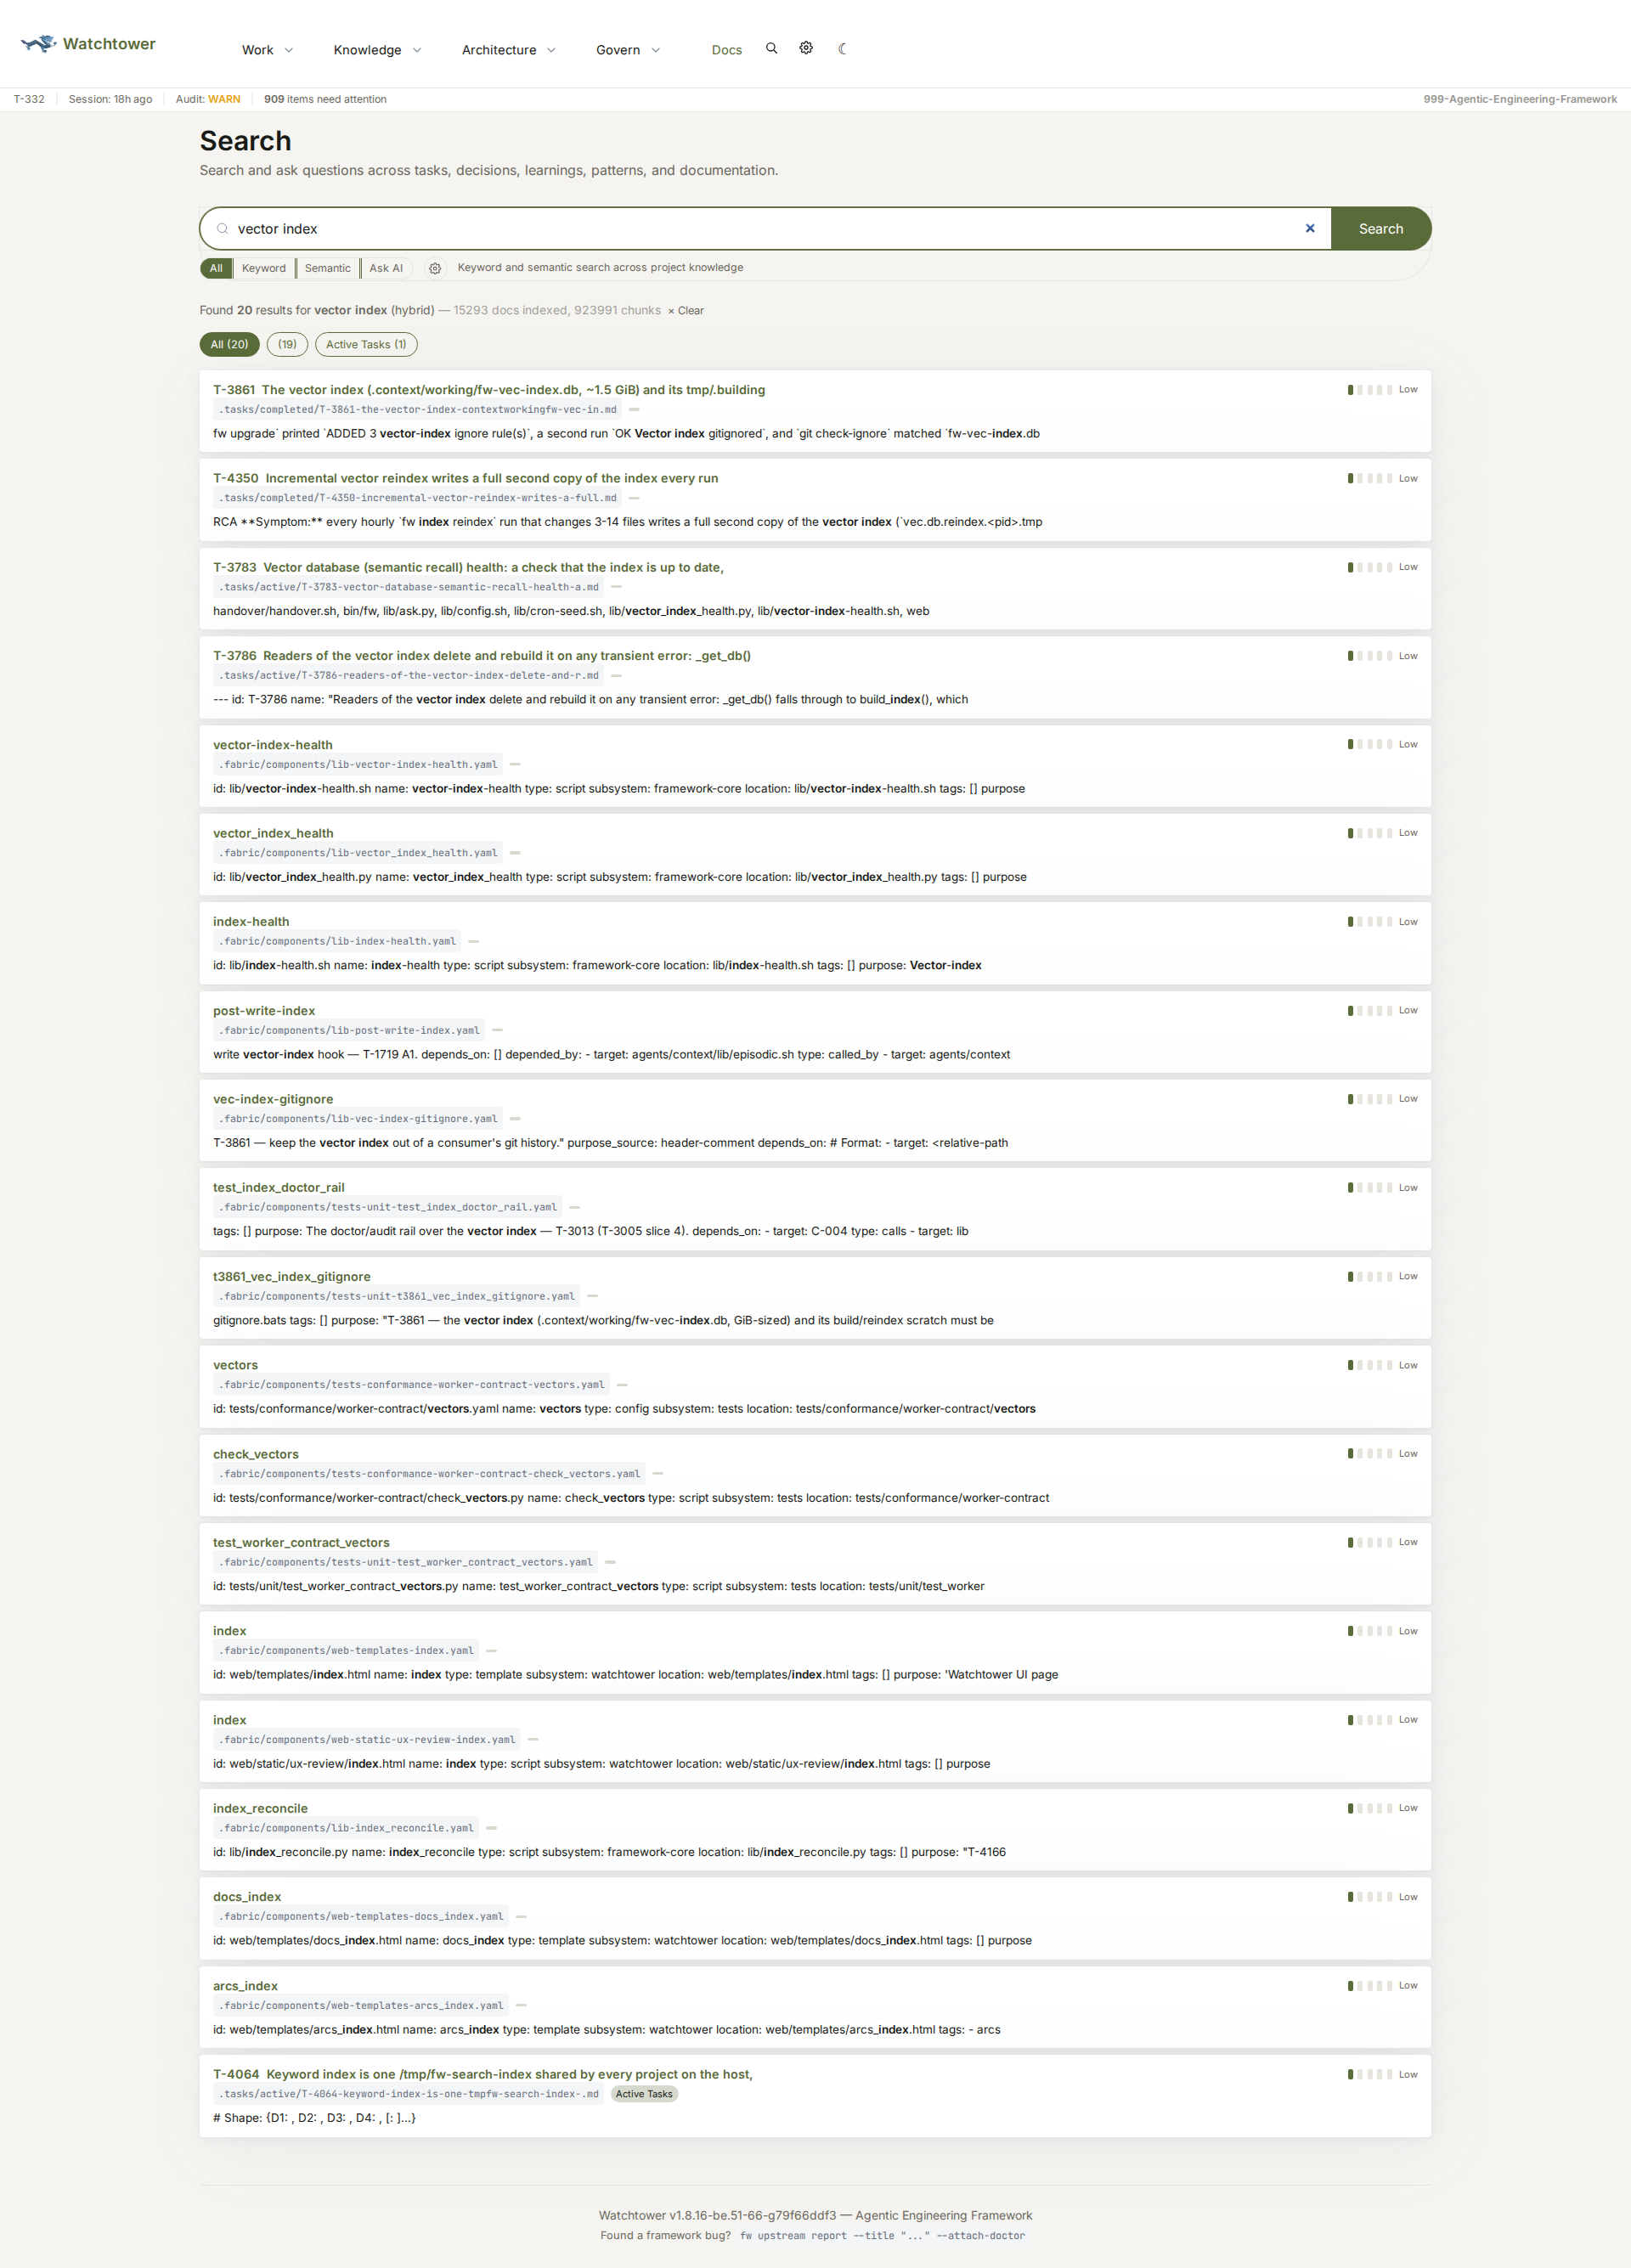 Watchtower
Work
Knowledge
Architecture
Govern
Docs
T-332
Session: 18h ago
Audit: WARN
909 items need attention
999-Agentic-Engineering-Framework
Search
Search and ask questions across tasks, decisions, learnings, patterns, and documentation.
vector index
×
Search
All
Keyword
Semantic
Ask AI
Keyword and semantic search across project knowledge
Found 20 results for vector index (hybrid) — 15293 docs indexed, 923991 chunks × Clear
All (20)
(19)
Active Tasks (1)
T-3861 The vector index (.context/working/fw-vec-index.db, ~1.5 GiB) and its tmp/.building
Low
.tasks/completed/T-3861-the-vector-index-contextworkingfw-vec-in.md —
fw upgrade` printed `ADDED 3 vector-index ignore rule(s)`, a second run `OK Vector index gitignored`, and `git check-ignore` matched `fw-vec-index.db
T-4350 Incremental vector reindex writes a full second copy of the index every run
Low
.tasks/completed/T-4350-incremental-vector-reindex-writes-a-full.md —
RCA **Symptom:** every hourly `fw index reindex` run that changes 3-14 files writes a full second copy of the vector index (`vec.db.reindex.<pid>.tmp
T-3783 Vector database (semantic recall) health: a check that the index is up to date,
Low
.tasks/active/T-3783-vector-database-semantic-recall-health-a.md —
handover/handover.sh, bin/fw, lib/ask.py, lib/config.sh, lib/cron-seed.sh, lib/vector_index_health.py, lib/vector-index-health.sh, web
T-3786 Readers of the vector index delete and rebuild it on any transient error: _get_db()
Low
.tasks/active/T-3786-readers-of-the-vector-index-delete-and-r.md —
--- id: T-3786 name: "Readers of the vector index delete and rebuild it on any transient error: _get_db() falls through to build_index(), which
vector-index-health
Low
.fabric/components/lib-vector-index-health.yaml —
id: lib/vector-index-health.sh name: vector-index-health type: script subsystem: framework-core location: lib/vector-index-health.sh tags: [] purpose
vector_index_health
Low
.fabric/components/lib-vector_index_health.yaml —
id: lib/vector_index_health.py name: vector_index_health type: script subsystem: framework-core location: lib/vector_index_health.py tags: [] purpose
index-health
Low
.fabric/components/lib-index-health.yaml —
id: lib/index-health.sh name: index-health type: script subsystem: framework-core location: lib/index-health.sh tags: [] purpose: Vector-index
post-write-index
Low
.fabric/components/lib-post-write-index.yaml —
write vector-index hook — T-1719 A1. depends_on: [] depended_by: - target: agents/context/lib/episodic.sh type: called_by - target: agents/context
vec-index-gitignore
Low
.fabric/components/lib-vec-index-gitignore.yaml —
T-3861 — keep the vector index out of a consumer's git history." purpose_source: header-comment depends_on: # Format: - target: <relative-path
test_index_doctor_rail
Low
.fabric/components/tests-unit-test_index_doctor_rail.yaml —
tags: [] purpose: The doctor/audit rail over the vector index — T-3013 (T-3005 slice 4). depends_on: - target: C-004 type: calls - target: lib
t3861_vec_index_gitignore
Low
.fabric/components/tests-unit-t3861_vec_index_gitignore.yaml —
gitignore.bats tags: [] purpose: "T-3861 — the vector index (.context/working/fw-vec-index.db, GiB-sized) and its build/reindex scratch must be
vectors
Low
.fabric/components/tests-conformance-worker-contract-vectors.yaml —
id: tests/conformance/worker-contract/vectors.yaml name: vectors type: config subsystem: tests location: tests/conformance/worker-contract/vectors
check_vectors
Low
.fabric/components/tests-conformance-worker-contract-check_vectors.yaml —
id: tests/conformance/worker-contract/check_vectors.py name: check_vectors type: script subsystem: tests location: tests/conformance/worker-contract
test_worker_contract_vectors
Low
.fabric/components/tests-unit-test_worker_contract_vectors.yaml —
id: tests/unit/test_worker_contract_vectors.py name: test_worker_contract_vectors type: script subsystem: tests location: tests/unit/test_worker
index
Low
.fabric/components/web-templates-index.yaml —
id: web/templates/index.html name: index type: template subsystem: watchtower location: web/templates/index.html tags: [] purpose: 'Watchtower UI page
index
Low
.fabric/components/web-static-ux-review-index.yaml —
id: web/static/ux-review/index.html name: index type: script subsystem: watchtower location: web/static/ux-review/index.html tags: [] purpose
index_reconcile
Low
.fabric/components/lib-index_reconcile.yaml —
id: lib/index_reconcile.py name: index_reconcile type: script subsystem: framework-core location: lib/index_reconcile.py tags: [] purpose: "T-4166
docs_index
Low
.fabric/components/web-templates-docs_index.yaml —
id: web/templates/docs_index.html name: docs_index type: template subsystem: watchtower location: web/templates/docs_index.html tags: [] purpose
arcs_index
Low
.fabric/components/web-templates-arcs_index.yaml —
id: web/templates/arcs_index.html name: arcs_index type: template subsystem: watchtower location: web/templates/arcs_index.html tags: - arcs
T-4064 Keyword index is one /tmp/fw-search-index shared by every project on the host,
Low
.tasks/active/T-4064-keyword-index-is-one-tmpfw-search-index-.md Active Tasks
# Shape: {D1: , D2: , D3: , D4: , [: ]...}
Watchtower v1.8.16-be.51-66-g79f66ddf3 — Agentic Engineering Framework
Found a framework bug? fw upstream report --title "..." --attach-doctor